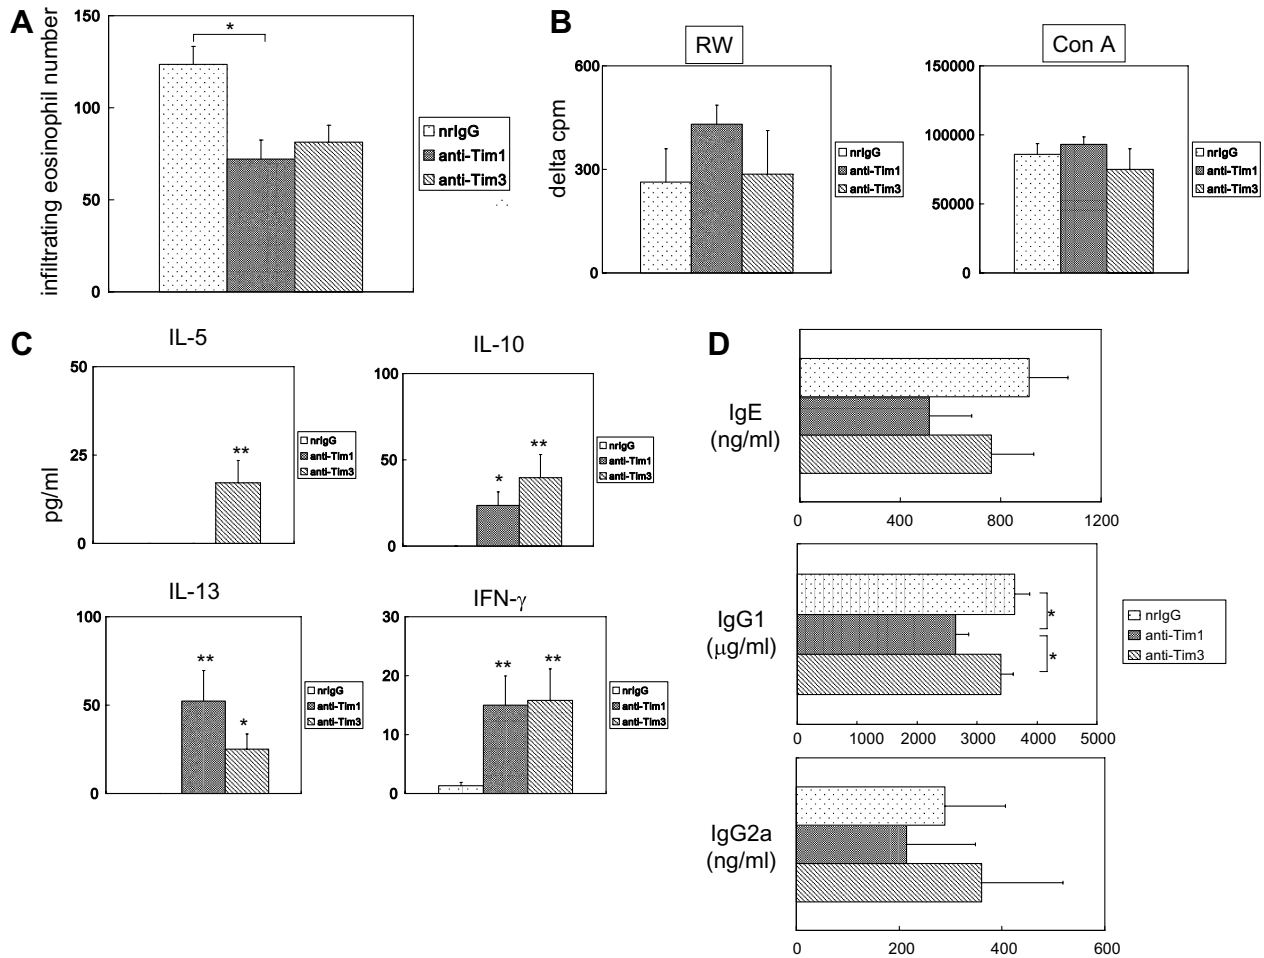 A
infiltrating eosinophil number
150
100
50
0
*
nrIgG
anti-Tim1
anti-Tim3
B
delta cpm
RW
600
300
0
nrIgG
anti-Tim1
anti-Tim3
Con A
150000
100000
50000
0
nrIgG
anti-Tim1
anti-Tim3
C
pg/ml
IL-5
50
25
0
**
nrIgG
anti-Tim1
anti-Tim3
IL-10
100
50
0
*
**
nrIgG
anti-Tim1
anti-Tim3
IL-13
100
50
0
**
*
nrIgG
anti-Tim1
anti-Tim3
IFN-γ
30
20
10
0
**
**
nrIgG
anti-Tim1
anti-Tim3
D
IgE
(ng/ml)
0 400 800 1200
IgG1
(μg/ml)
*
*
0 1000 2000 3000 4000 5000
nrIgG
anti-Tim1
anti-Tim3
IgG2a
(ng/ml)
0 200 400 600